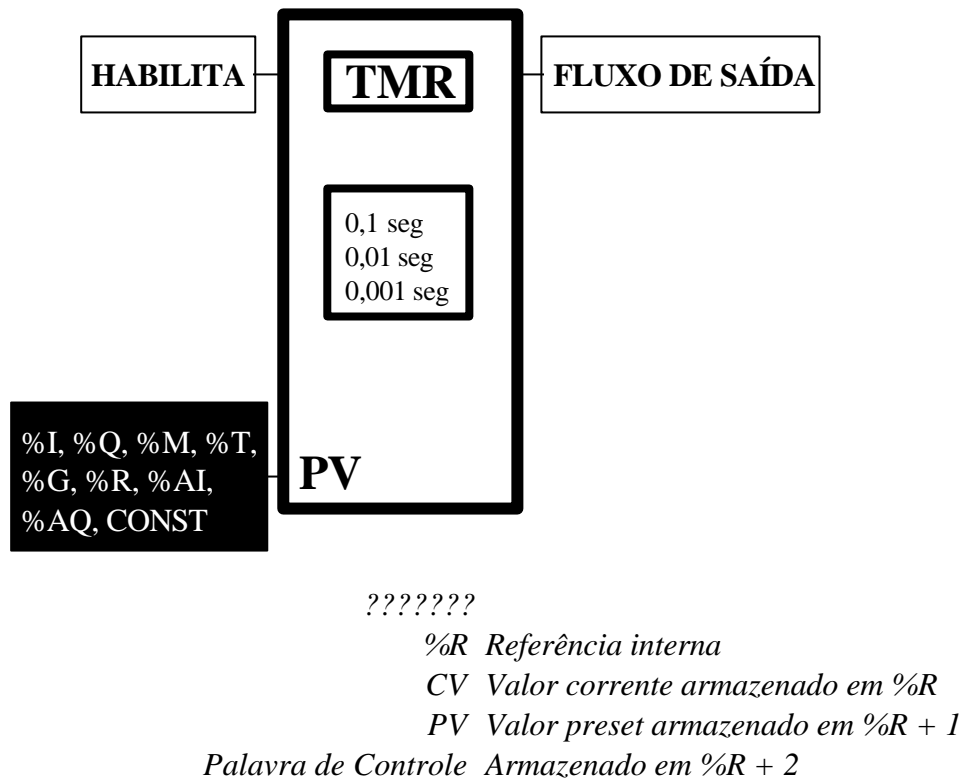 HABILITA
TMR
FLUXO DE SAÍDA
0,1 seg
0,01 seg
0,001 seg
%I, %Q, %M, %T,
%G, %R, %AI,
%AQ, CONST
PV
???????
%R Referência interna
CV Valor corrente armazenado em %R
PV Valor preset armazenado em %R + 1
Palavra de Controle Armazenado em %R + 2